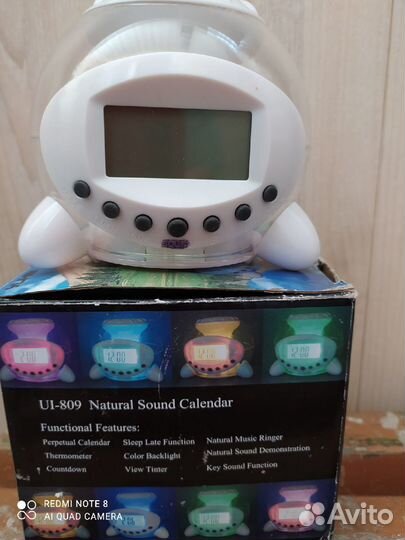 2:00
12:00
12:00
12:00
UI-809 Natural Sound Calendar
Functional Features:
Perpetual Calendar Sleep Late Function Natural Music Ringer
Thermometer Color Backlight Natural Sound Demonstration
Countdown View Timer Key Sound Function
REDMI NOTE 8
AI QUAD CAMERA
Avito